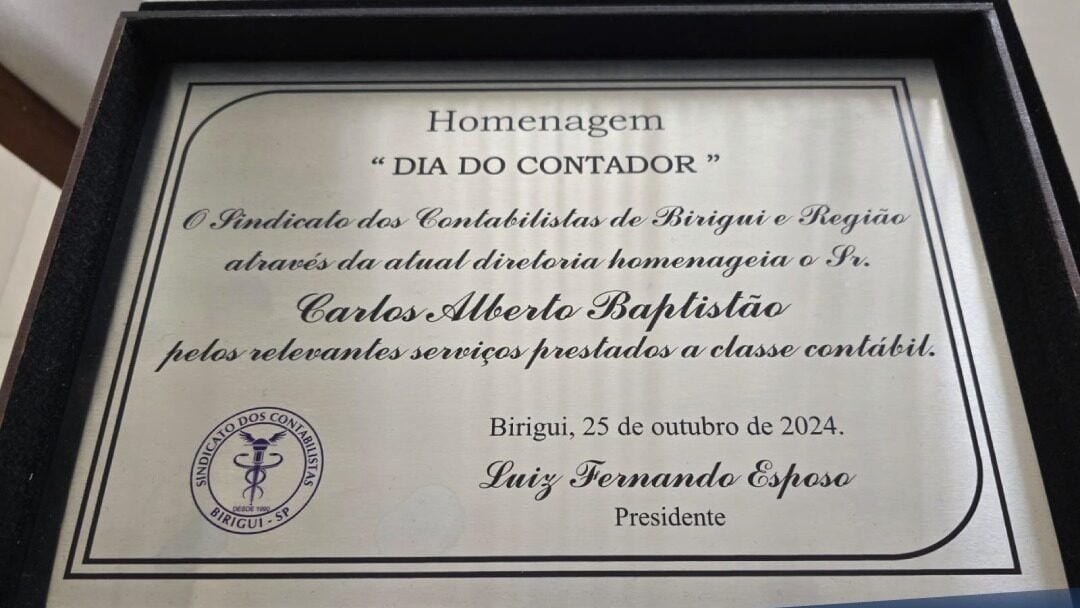 Homenagem
“ DIA DO CONTADOR ”
O Sindicato dos Contabilistas de Birigui e Região
através da atual diretoria homenageia o Sr.
Carlos Alberto Baptistão
pelos relevantes serviços prestados a classe contábil.
SINDICATO DOS CONTABILISTAS
DESDE 1990
BIRIGUI - SP
Birigui, 25 de outubro de 2024.
Luiz Fernando Esposo
Presidente